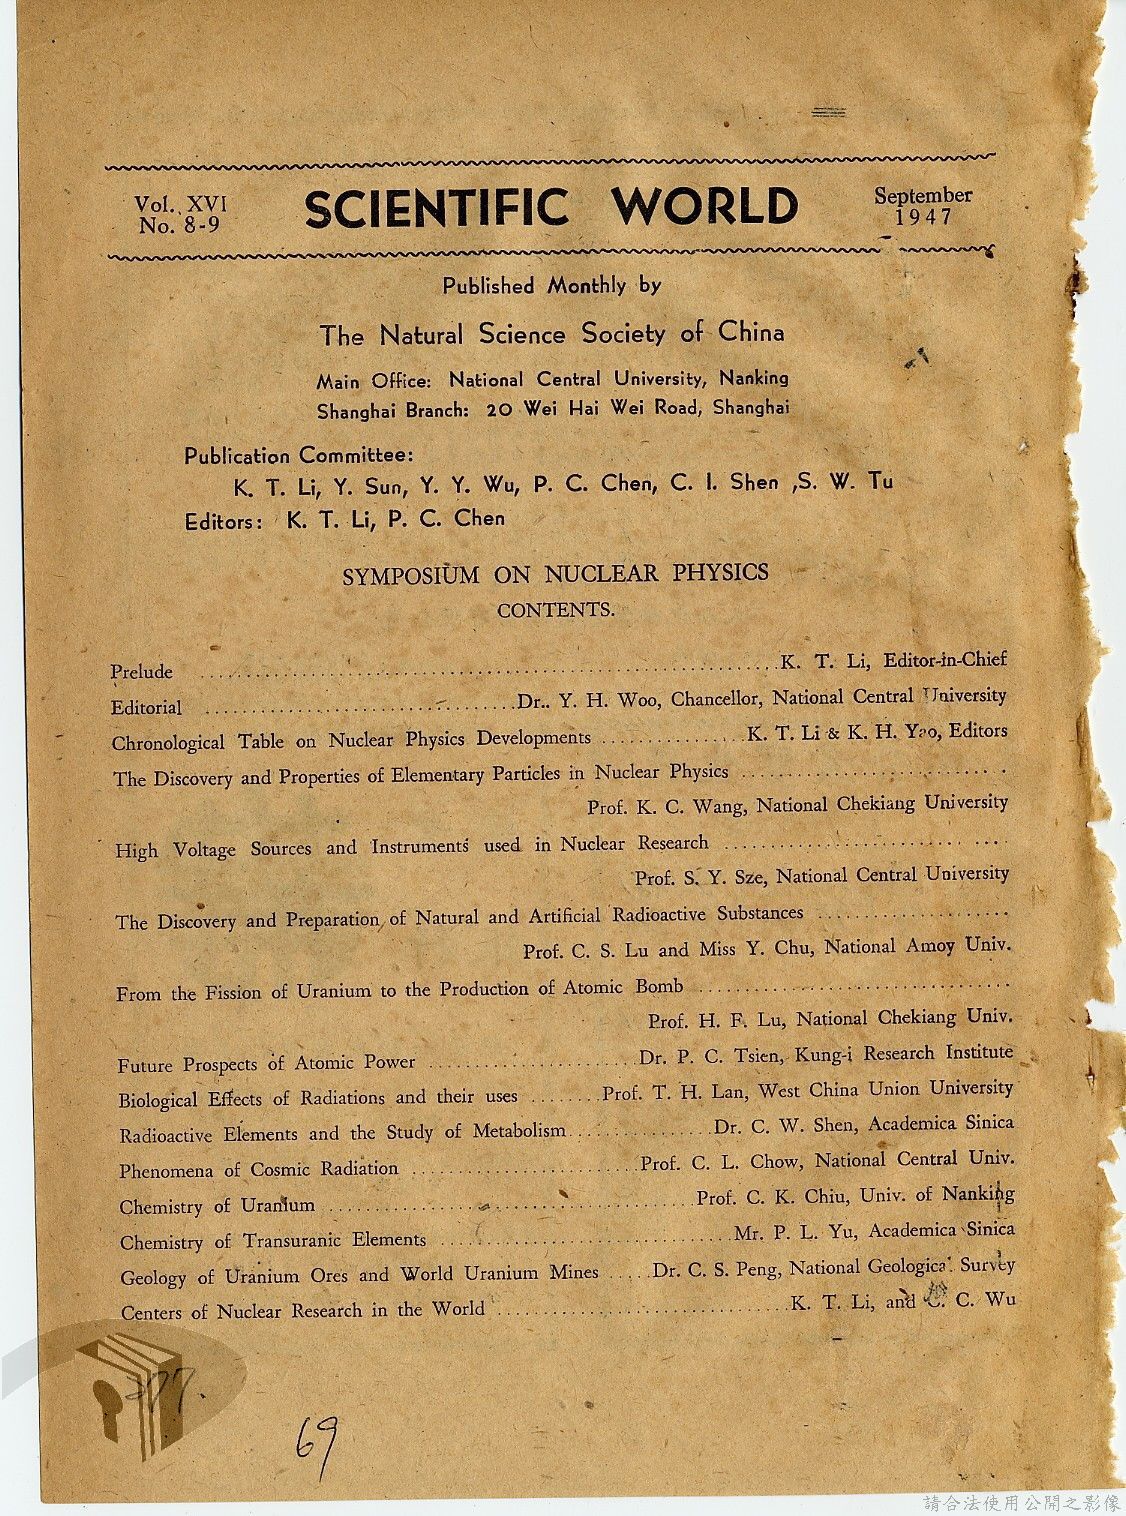 Vol. XVI
No. 8-9
SCIENTIFIC WORLD
September
1947
Published Monthly by
The Natural Science Society of China
Main Office: National Central University, Nanking
Shanghai Branch: 20 Wei Hai Wei Road, Shanghai
Publication Committee:
K. T. Li, Y. Sun, Y. Y. Wu, P. C. Chen, C. I. Shen ,S. W. Tu
Editors: K. T. Li, P. C. Chen
SYMPOSIUM ON NUCLEAR PHYSICS
CONTENTS.
Prelude ........ K. T. Li, Editor-in-Chief
Editorial ........ Dr.. Y. H. Woo, Chancellor, National Central University
Chronological Table on Nuclear Physics Developments ........ K. T. Li & K. H. Yao, Editors
The Discovery and Properties of Elementary Particles in Nuclear Physics ........
Prof. K. C. Wang, National Chekiang University
High Voltage Sources and Instruments used in Nuclear Research ........
Prof. S. Y. Sze, National Central University
The Discovery and Preparation of Natural and Artificial Radioactive Substances ........
Prof. C. S. Lu and Miss Y. Chu, National Amoy Univ.
From the Fission of Uranium to the Production of Atomic Bomb ........
Prof. H. F. Lu, National Chekiang Univ.
Future Prospects of Atomic Power ........ Dr. P. C. Tsien, Kung-i Research Institute
Biological Effects of Radiations and their uses ........ Prof. T. H. Lan, West China Union University
Radioactive Elements and the Study of Metabolism ........ Dr. C. W. Shen, Academica Sinica
Phenomena of Cosmic Radiation ........ Prof. C. L. Chow, National Central Univ.
Chemistry of Uranium ........ Prof. C. K. Chiu, Univ. of Nanking
Chemistry of Transuranic Elements ........ Mr. P. L. Yu, Academica Sinica
Geology of Uranium Ores and World Uranium Mines ..... Dr. C. S. Peng, National Geological Survey
Centers of Nuclear Research in the World ........ K. T. Li, and C. C. Wu
69
請合法使用公開之影像